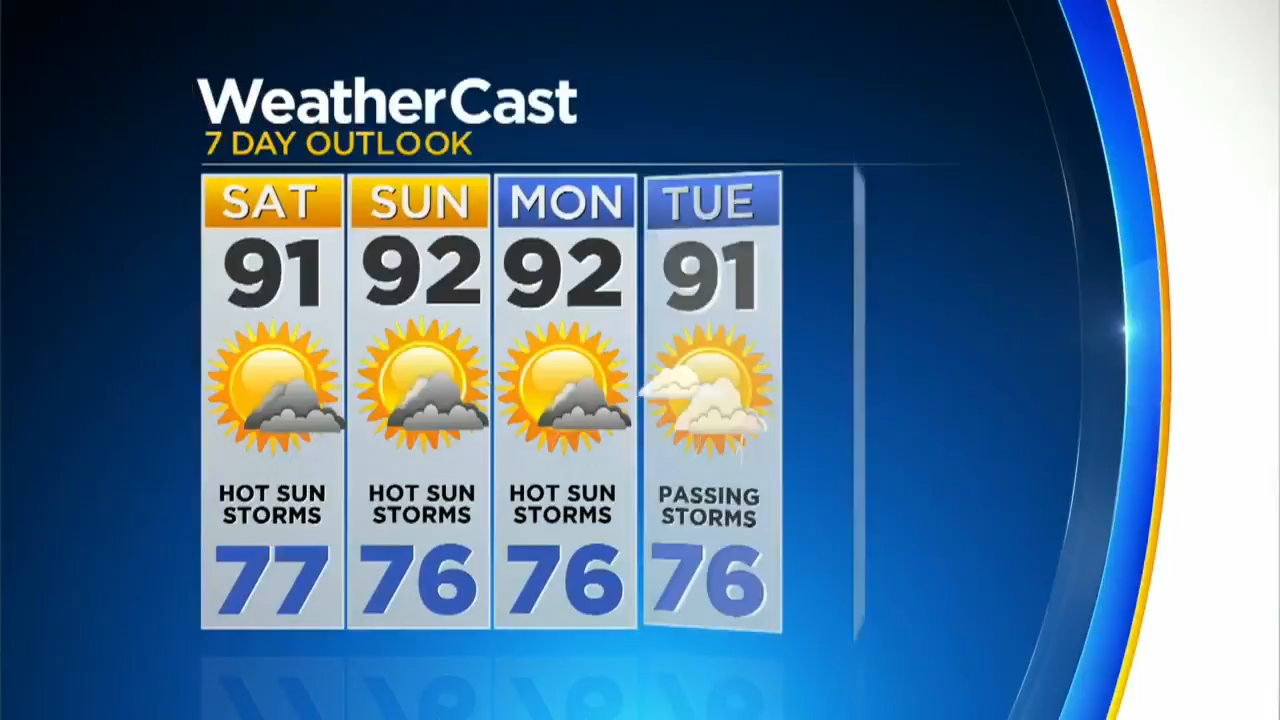 WeatherCast
7 DAY OUTLOOK
SAT
91
HOT SUN
STORMS
77
SUN
92
HOT SUN
STORMS
76
MON
92
HOT SUN
STORMS
76
TUE
91
PASSING
STORMS
76